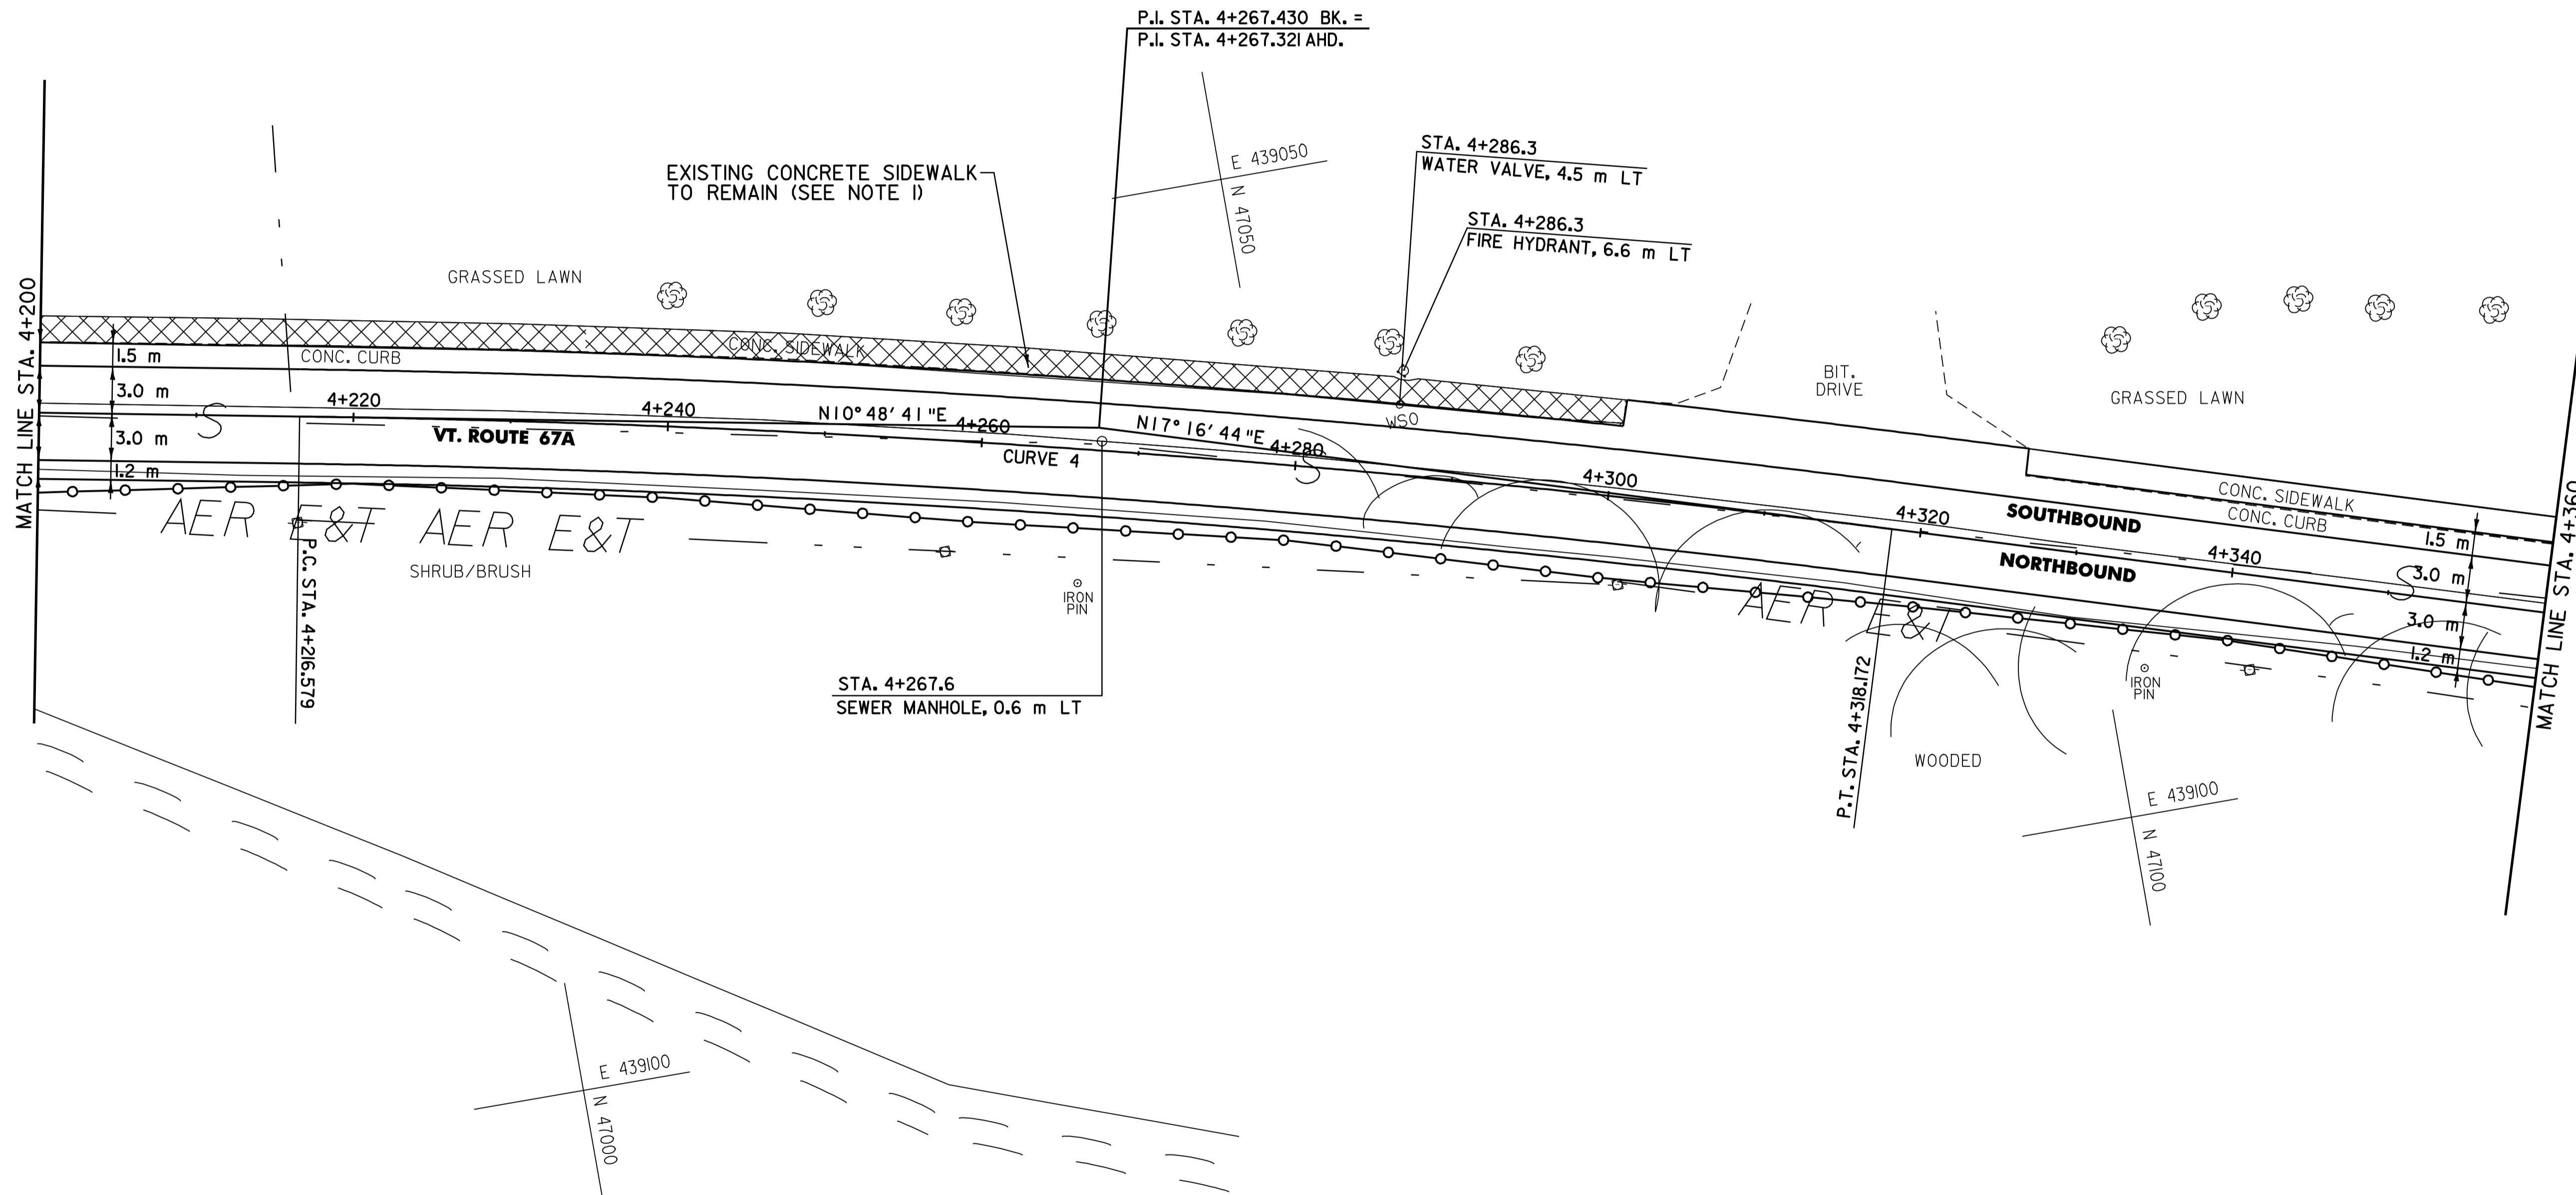 P.I. STA. 4+267.430 BK. =
P.I. STA. 4+267.321 AHD.
E 439050
N 47050
STA. 4+286.3
WATER VALVE, 4.5 m LT
STA. 4+286.3
FIRE HYDRANT, 6.6 m LT
EXISTING CONCRETE SIDEWALK
TO REMAIN (SEE NOTE 1)
GRASSED LAWN
MATCH LINE STA. 4+200
1.5 m
CONC. CURB
CONC. SIDEWALK
3.0 m
S
4+220
4+240
N10°48'41"E
4+260
N17°16'44"E
4+280
S
WSO
BIT.
DRIVE
GRASSED LAWN
3.0 m
VT. ROUTE 67A
CURVE 4
4+300
4+320
SOUTHBOUND
CONC. SIDEWALK
CONC. CURB
1.5 m
4+340
NORTHBOUND
S
3.0 m
3.0 m
1.2 m
MATCH LINE STA. 4+360
1.2 m
AER E&T AER E&T
AER E&T
P.C. STA. 4+216.579
SHRUB/BRUSH
IRON
PIN
IRON
PIN
STA. 4+267.6
SEWER MANHOLE, 0.6 m LT
P.T. STA. 4+318.172
WOODED
E 439100
N 47100
E 439100
N 47000